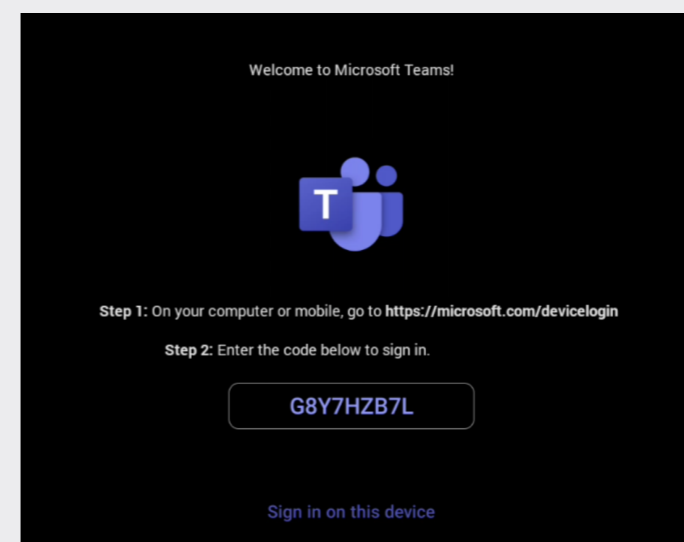 Welcome to Microsoft Teams!
T
Step 1: On your computer or mobile, go to https://microsoft.com/devicelogin
Step 2: Enter the code below to sign in.
G8Y7HZB7L
Sign in on this device